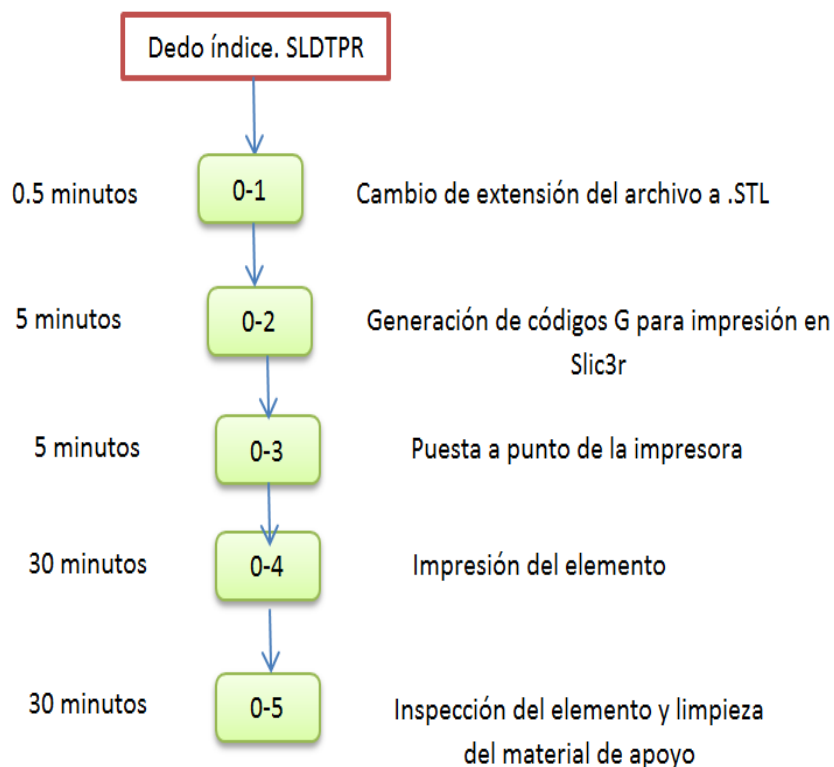 Dedo índice. SLDTPR
0.5 minutos 0-1 Cambio de extensión del archivo a .STL
5 minutos 0-2 Generación de códigos G para impresión en
Slic3r
5 minutos 0-3 Puesta a punto de la impresora
30 minutos 0-4 Impresión del elemento
30 minutos 0-5 Inspección del elemento y limpieza
del material de apoyo